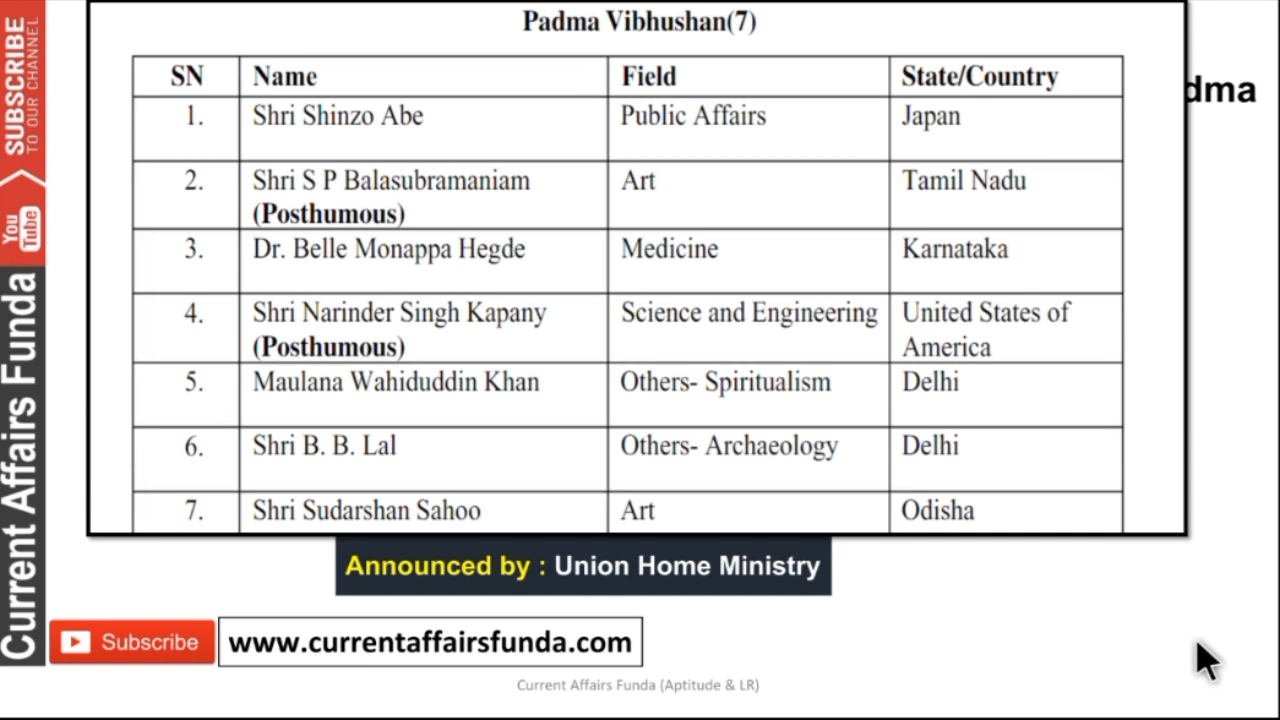 Padma Vibhushan(7)
SN Name Field State/Country
1. Shri Shinzo Abe Public Affairs Japan
2. Shri S P Balasubramaniam Art Tamil Nadu
(Posthumous)
3. Dr. Belle Monappa Hegde Medicine Karnataka
4. Shri Narinder Singh Kapany Science and Engineering United States of
(Posthumous) America
5. Maulana Wahiduddin Khan Others- Spiritualism Delhi
6. Shri B. B. Lal Others- Archaeology Delhi
7. Shri Sudarshan Sahoo Art Odisha
dma
Announced by : Union Home Ministry
Subscribe www.currentaffairsfunda.com
Current Affairs Funda (Aptitude & LR)
SUBSCRIBE
TO OUR CHANNEL
You
Tube
Current Affairs Funda